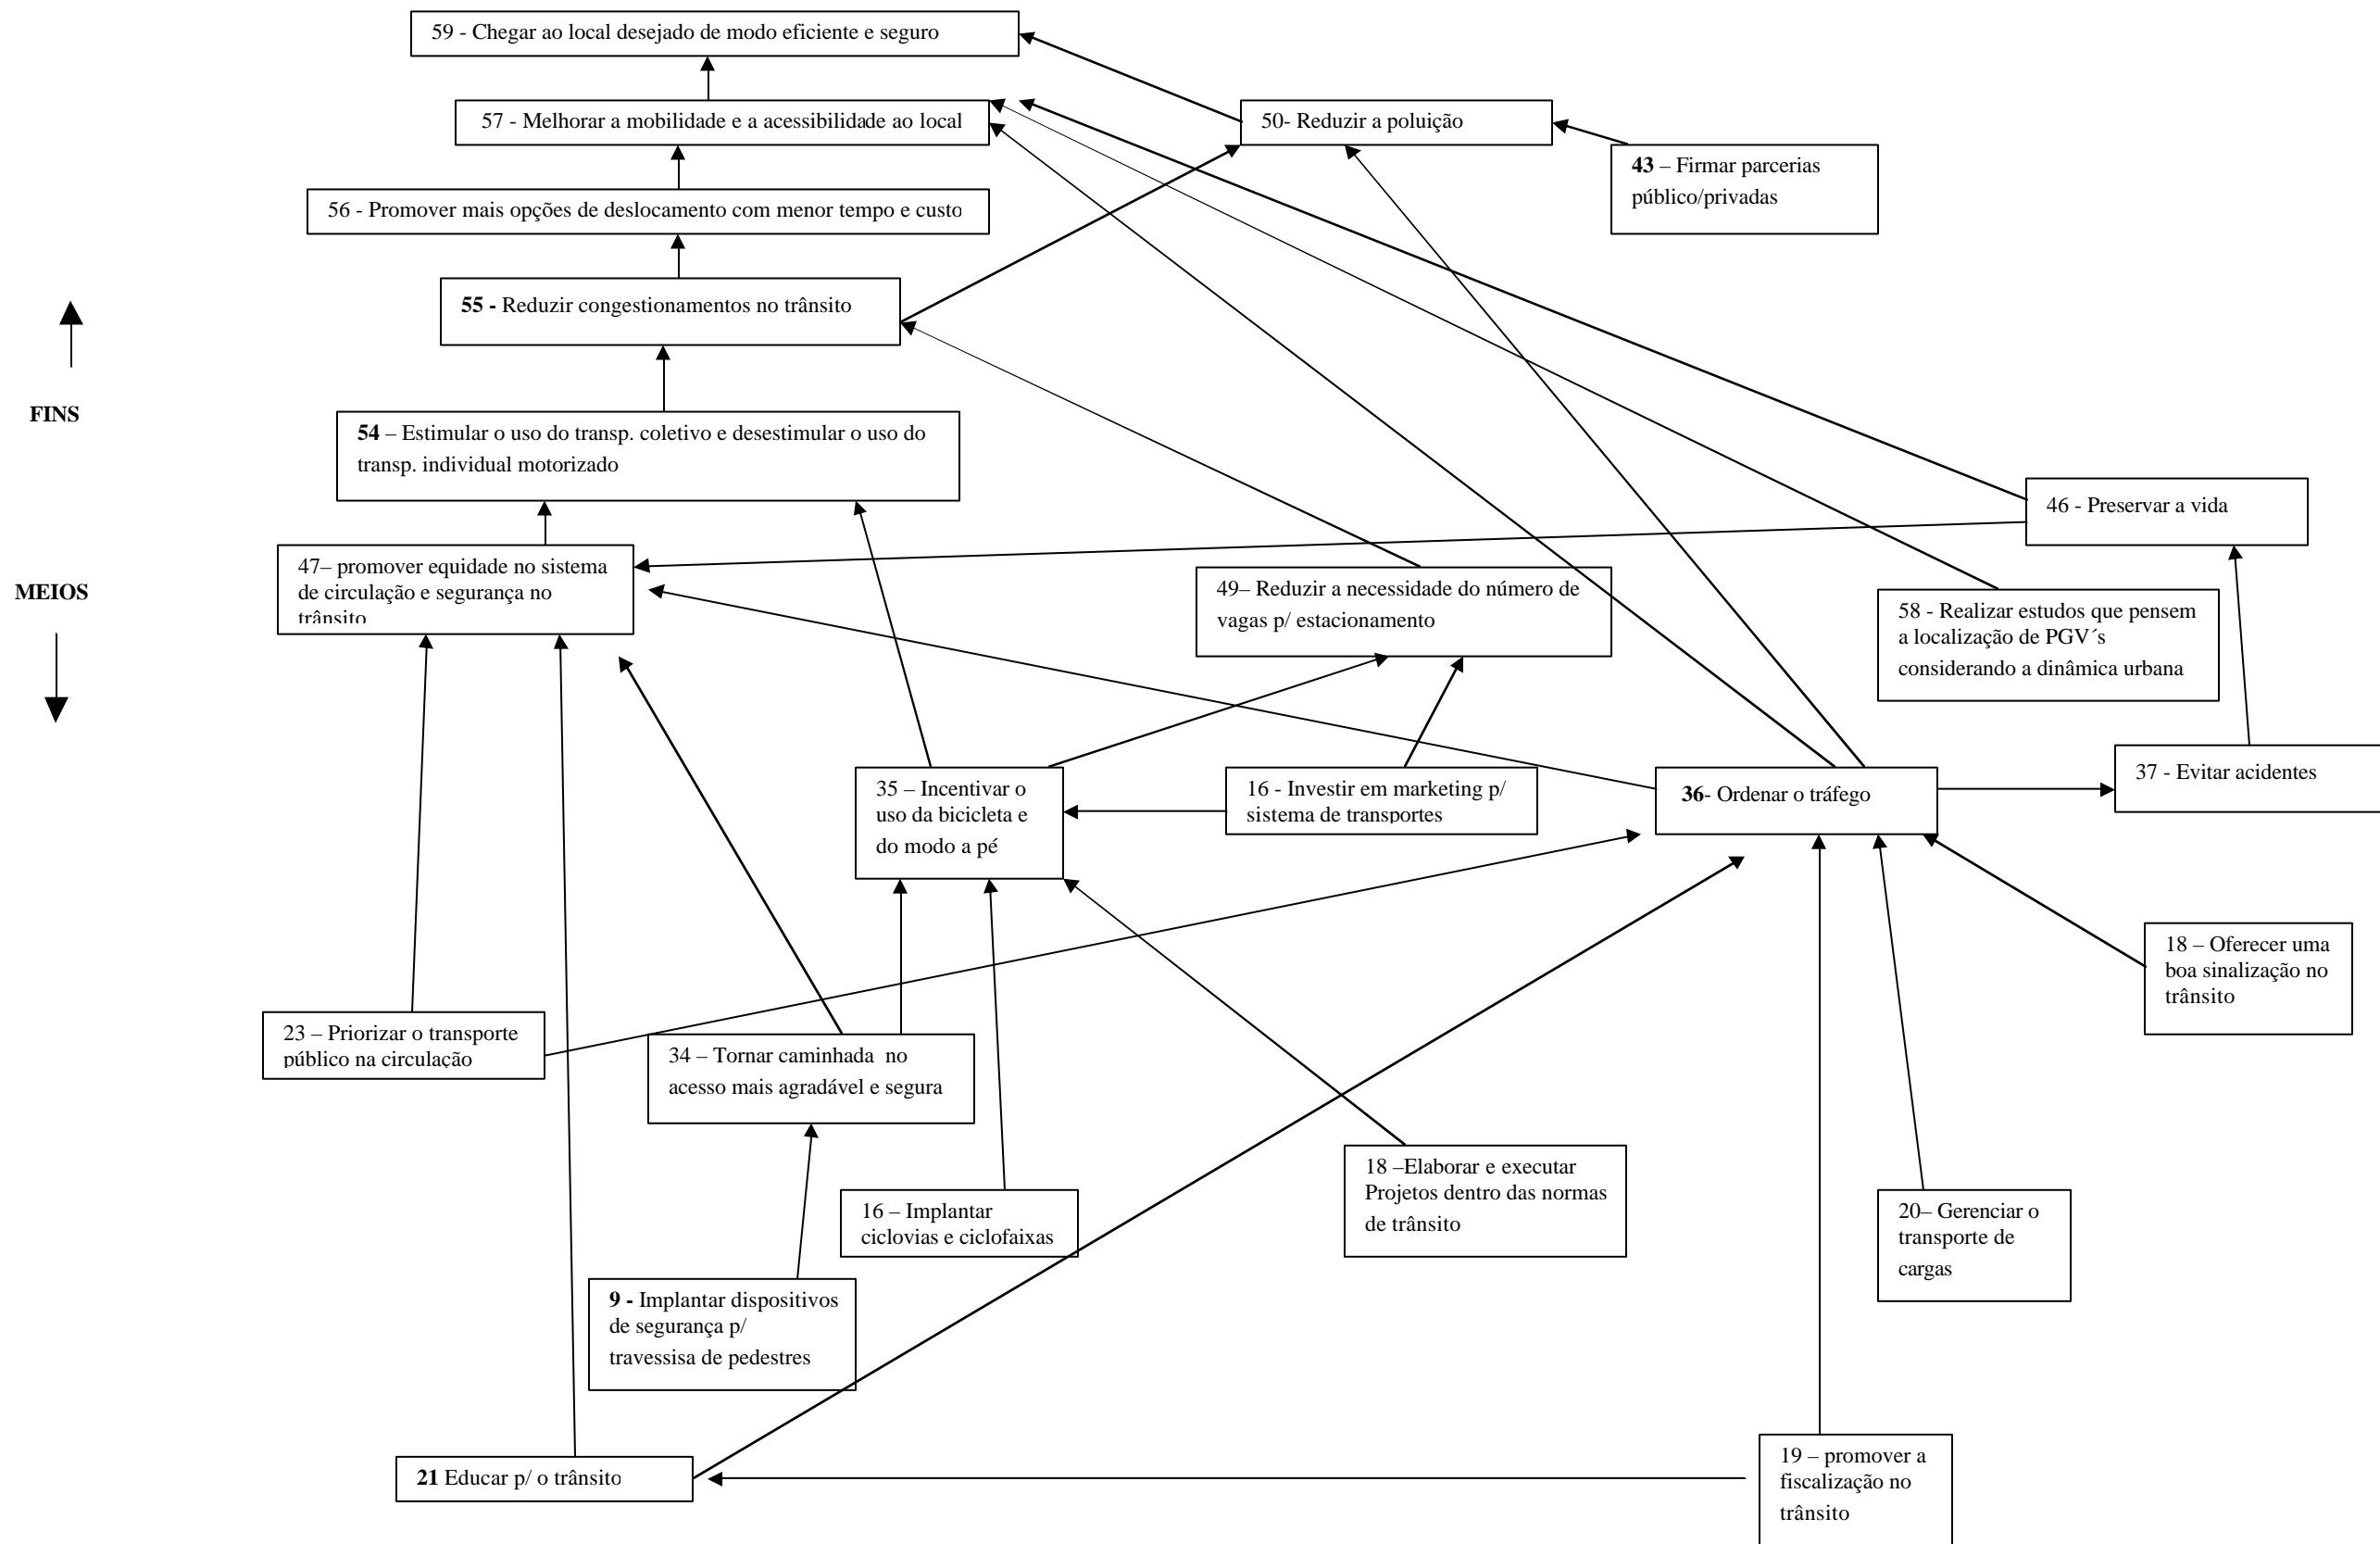 59 - Chegar ao local desejado de modo eficiente e seguro
57 - Melhorar a mobilidade e a acessibilidade ao local
50- Reduzir a poluição
43 – Firmar parcerias
público/privadas
56 - Promover mais opções de deslocamento com menor tempo e custo
55 - Reduzir congestionamentos no trânsito
FINS
54 – Estimular o uso do transp. coletivo e desestimular o uso do
transp. individual motorizado
46 - Preservar a vida
MEIOS
47– promover equidade no sistema
de circulação e segurança no
trânsito
49– Reduzir a necessidade do número de
vagas p/ estacionamento
58 - Realizar estudos que pensem
a localização de PGV´s
considerando a dinâmica urbana
35 – Incentivar o
uso da bicicleta e
do modo a pé
16 - Investir em marketing p/
sistema de transportes
36- Ordenar o tráfego
37 - Evitar acidentes
18 – Oferecer uma
boa sinalização no
trânsito
23 – Priorizar o transporte
público na circulação
34 – Tornar caminhada no
acesso mais agradável e segura
18 –Elaborar e executar
Projetos dentro das normas
de trânsito
16 – Implantar
ciclovias e ciclofaixas
20– Gerenciar o
transporte de
cargas
9 - Implantar dispositivos
de segurança p/
travessisa de pedestres
21 Educar p/ o trânsito
19 – promover a
fiscalização no
trânsito